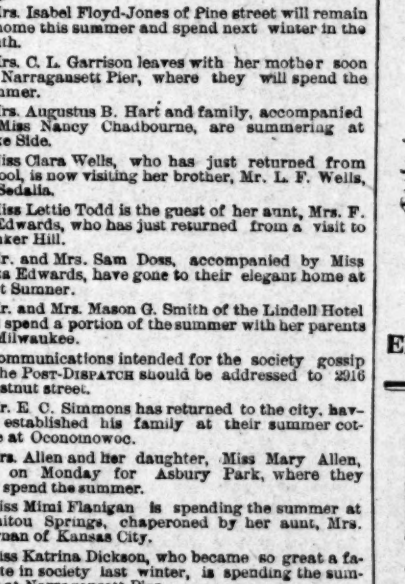 rs. Isabel Floyd-Jones of Pine street will remain
ome this summer and spend next winter in the
th.
rs. C. L. Garrison leaves with her mother soon
Narragansett Pier, where they will spend the
mer.
rs. Augustus B. Hart and family, accompanied
Miss Nancy Chadbourne, are summering at
e Side.
iss Clara Wells, who has just returned from
ool, is now visiting her brother, Mr. L. F. Wells,
Sedalia.
iss Lettie Todd is the guest of her aunt, Mrs. F.
Edwards, who has just returned from a visit to
ker Hill.
r. and Mrs. Sam Doss, accompanied by Miss
a Edwards, have gone to their elegant home at
t Sumner.
r. and Mrs. Mason G. Smith of the Lindell Hotel
spend a portion of the summer with her parents
Milwaukee.
ommunications intended for the society gossip
he POST-DISPATCH should be addressed to 2916
stnut street.
r. E. C. Simmons has returned to the city, hav-
established his family at their summer cot-
e at Oconomowoc.
rs. Allen and her daughter, Miss Mary Allen,
on Monday for Asbury Park, where they
spend the summer.
iss Mimi Flanigan is spending the summer at
itou Springs, chaperoned by her aunt, Mrs.
nan of Kansas City.
iss Katrina Dickson, who became so great a fa-
te in society last winter, is spending the sum-
E